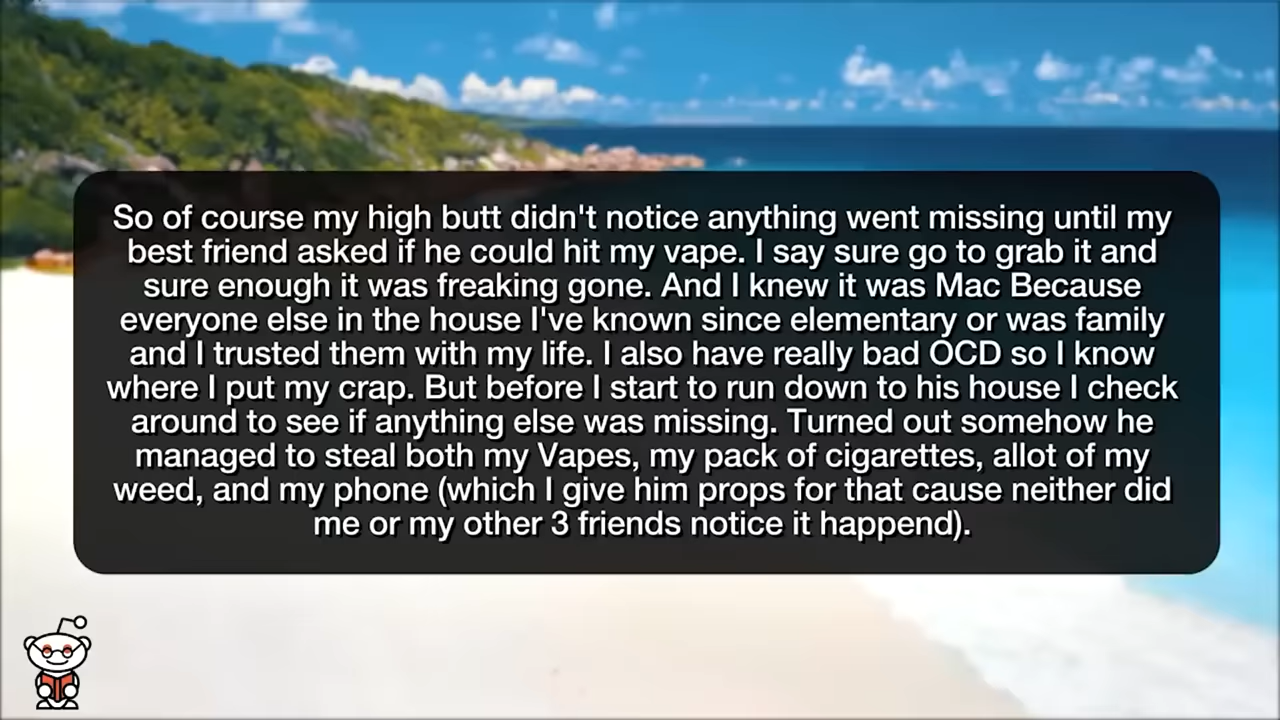 So of course my high butt didn't notice anything went missing until my
best friend asked if he could hit my vape. I say sure go to grab it and
sure enough it was freaking gone. And I knew it was Mac Because
everyone else in the house I've known since elementary or was family
and I trusted them with my life. I also have really bad OCD so I know
where I put my crap. But before I start to run down to his house I check
around to see if anything else was missing. Turned out somehow he
managed to steal both my Vapes, my pack of cigarettes, allot of my
weed, and my phone (which I give him props for that cause neither did
me or my other 3 friends notice it happend).